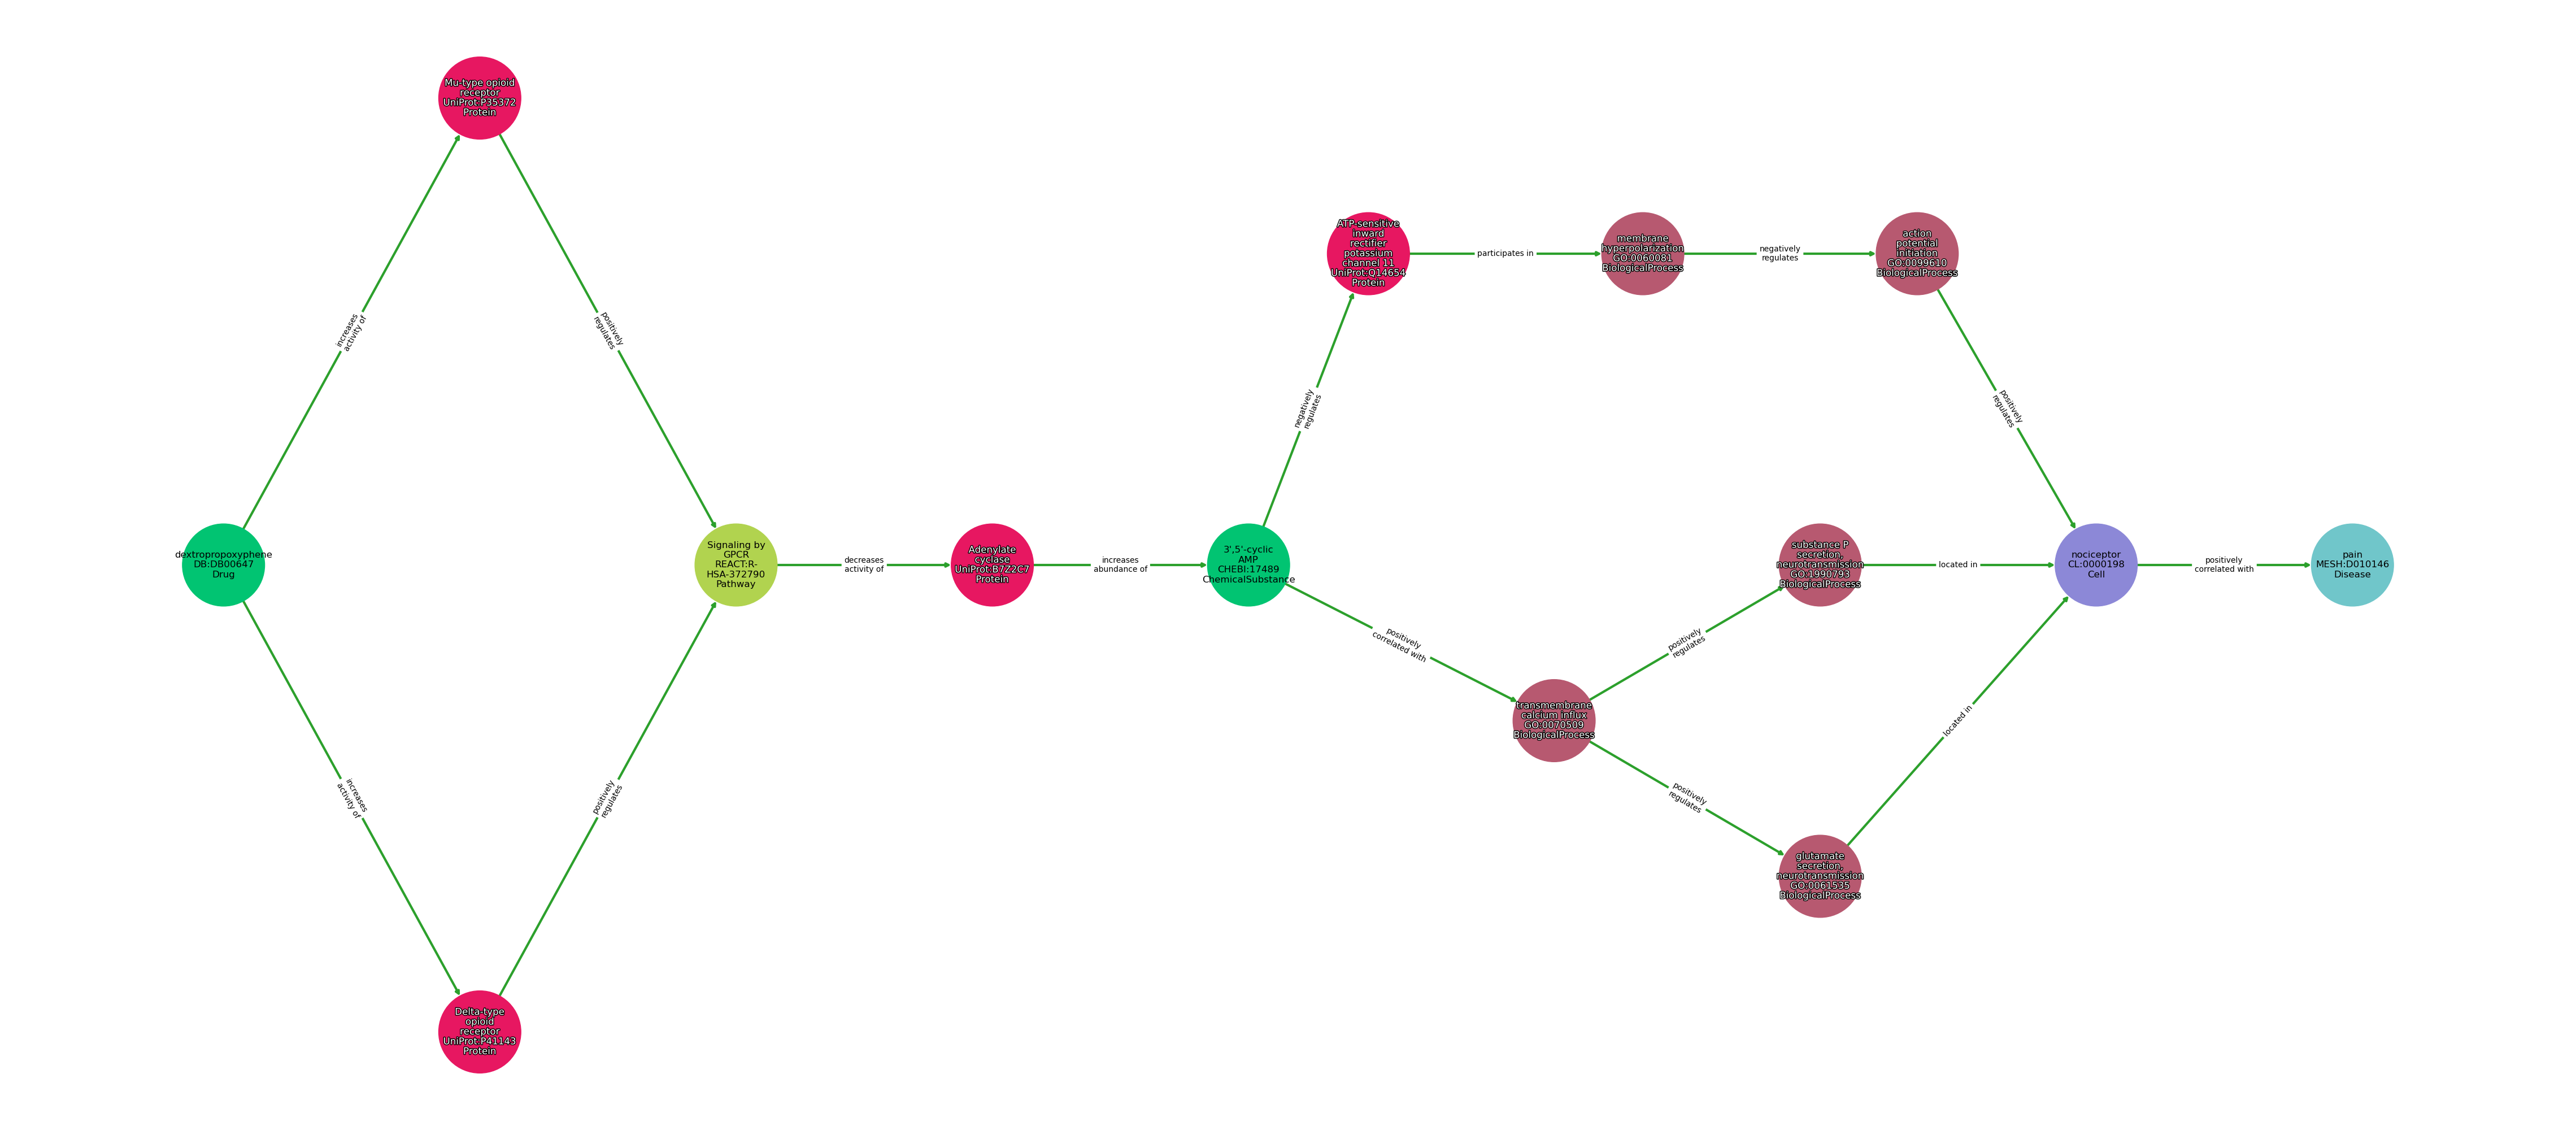 Mu-type opioid
receptor
UniProt:P35372
Protein
increases
activity of
positively
regulates
dextropropoxyphene
DB:DB00647
Drug
Signaling by
GPCR
REACT:R-
HSA-372790
Pathway
decreases
activity of
Adenylate
cyclase
UniProt:B7Z2C7
Protein
increases
abundance of
3',5'-cyclic
AMP
CHEBI:17489
ChemicalSubstance
increases
activity of
positively
regulates
Delta-type
opioid
receptor
UniProt:P41143
Protein
negatively
regulates
ATP-sensitive
inward
rectifier
potassium
channel 11
UniProt:Q14654
Protein
participates in
membrane
hyperpolarization
GO:0060081
BiologicalProcess
negatively
regulates
action
potential
initiation
GO:0099610
BiologicalProcess
positively
regulates
positively
correlated with
transmembrane
calcium influx
GO:0070509
BiologicalProcess
positively
regulates
substance P
secretion,
neurotransmission
GO:1990793
BiologicalProcess
located in
positively
regulates
glutamate
secretion,
neurotransmission
GO:0061535
BiologicalProcess
located in
nociceptor
CL:0000198
Cell
positively
correlated with
pain
MESH:D010146
Disease